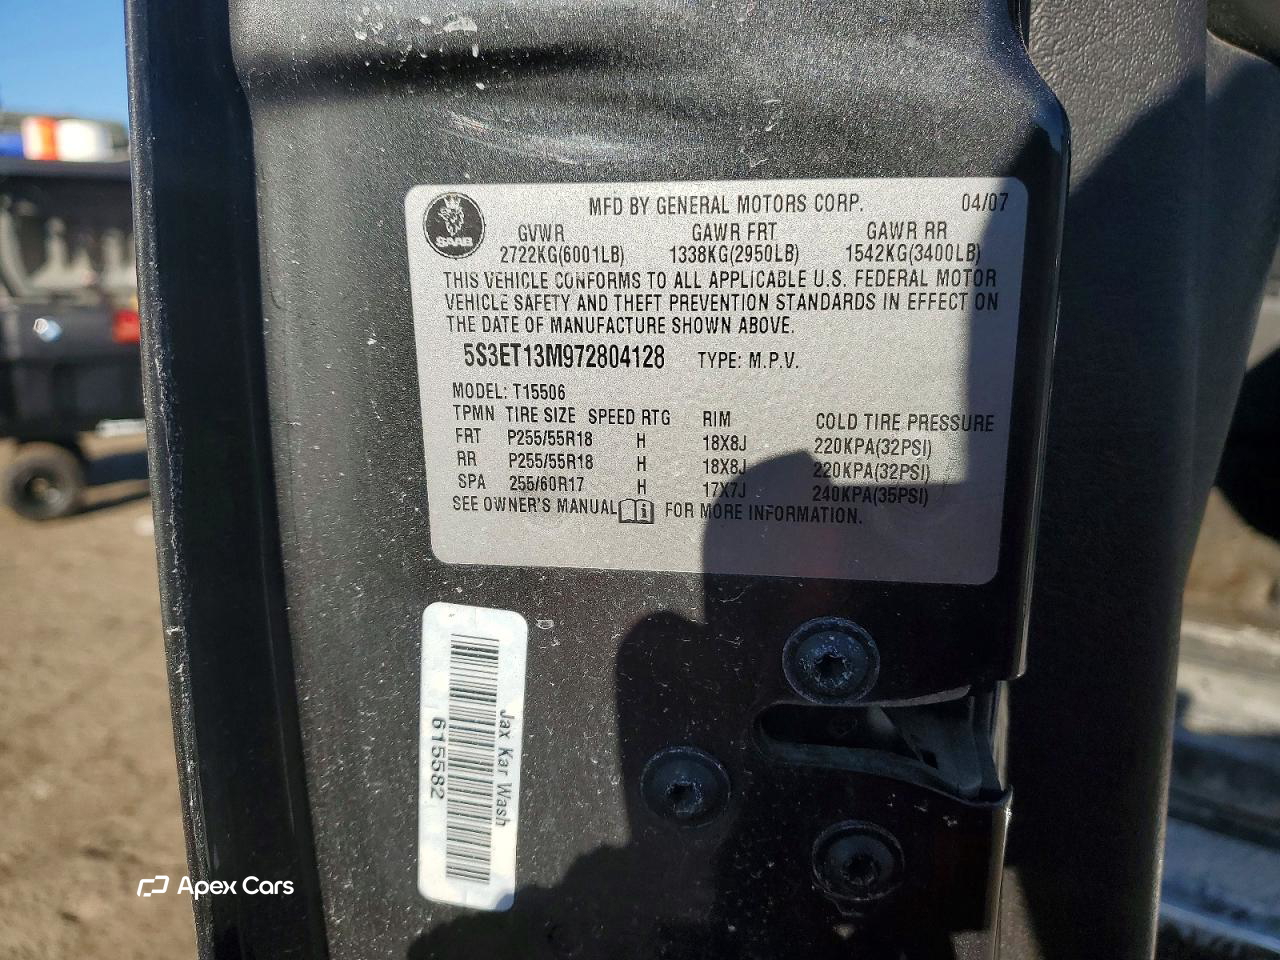 SAAB
MFD BY GENERAL MOTORS CORP. 04/07
GVWR GAWR FRT GAWR RR
2722KG(6001LB) 1338KG(2950LB) 1542KG(3400LB)
THIS VEHICLE CONFORMS TO ALL APPLICABLE U.S. FEDERAL MOTOR
VEHICLE SAFETY AND THEFT PREVENTION STANDARDS IN EFFECT ON
THE DATE OF MANUFACTURE SHOWN ABOVE.
5S3ET13M972804128 TYPE: M.P.V.
MODEL: T15506
TPMN TIRE SIZE SPEED RTG RIM COLD TIRE PRESSURE
FRT P255/55R18 H 18X8J 220KPA(32PSI)
RR P255/55R18 H 18X8J 220KPA(32PSI)
SPA 255/60R17 H 17X7J 240KPA(35PSI)
SEE OWNER'S MANUAL i FOR MORE INFORMATION.
Jax Kar Wash
615582
Apex Cars